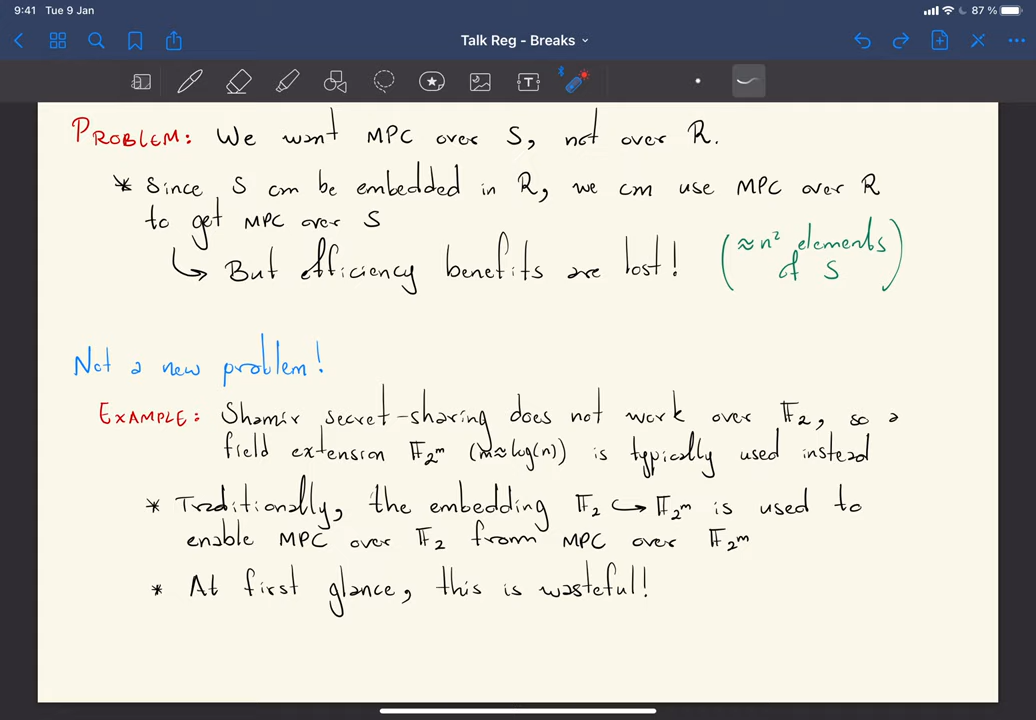 9:41 Tue 9 Jan 87 %
Talk Reg - Breaks
PROBLEM: We want MPC over S, not over R.
* Since S can be embedded in R, we can use MPC over R
to get MPC over S
↳ But efficiency benefits are lost! (≈ n² elements
of S)
Not a new problem!
EXAMPLE: Shamir secret-sharing does not work over 𝔽₂, so a
field extension 𝔽₂ᵐ (m≈log(n)) is typically used instead
* Traditionally, the embedding 𝔽₂ ↪ 𝔽₂ᵐ is used to
enable MPC over 𝔽₂ from MPC over 𝔽₂ᵐ
* At first glance, this is wasteful!